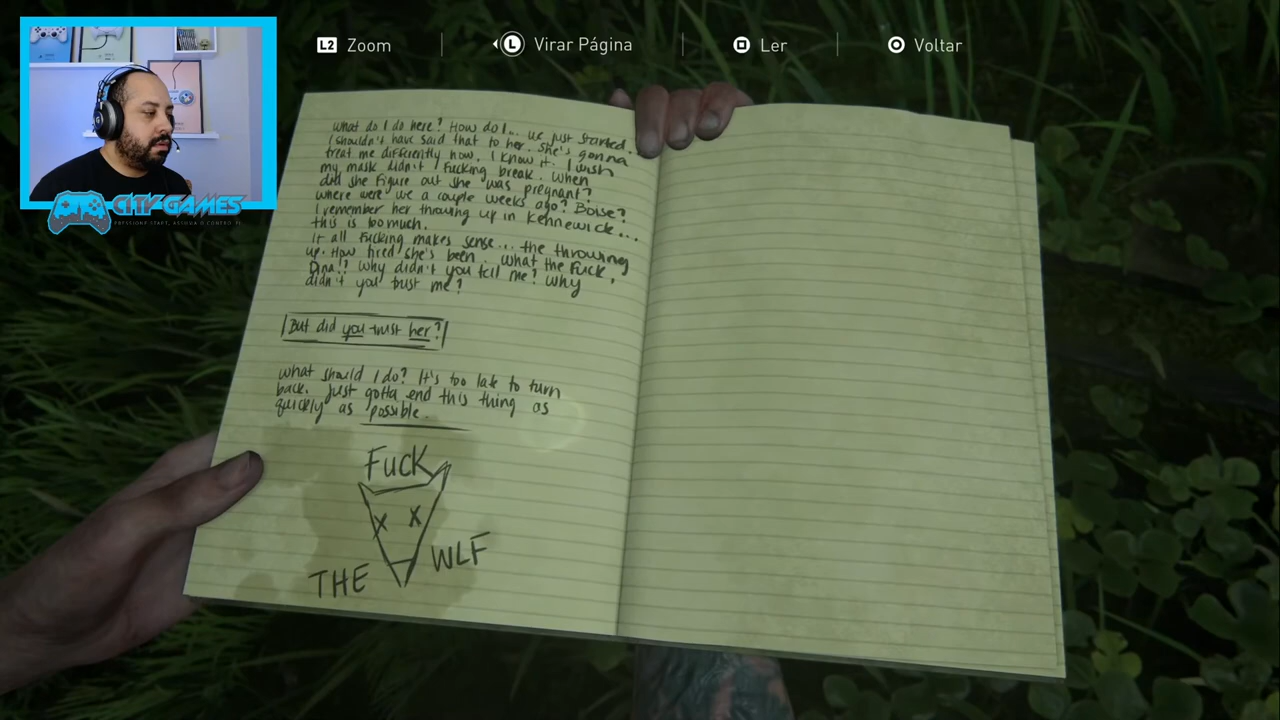 L2 Zoom
L Virar Página
Ler
Voltar
CHY GAMES
what do I do here? How do I... we just started.
I shouldn't have said that to her. She's gonna
treat me differently now. I know it. I wish
my mask didn't fucking break. When
did she figure out she was pregnant?
where were we a couple weeks ago? Boise?
I remember her throwing up in Kennewick...
this is too much.
It all fucking makes sense... the throwing
up. How tired she's been. what the fuck,
Dina!? Why didn't you tell me? Why
didn't you trust me?
But did you trust her?
what should I do? It's too late to turn
back. Just gotta end this thing as
quickly as possible.
Fuck
THE
WLF